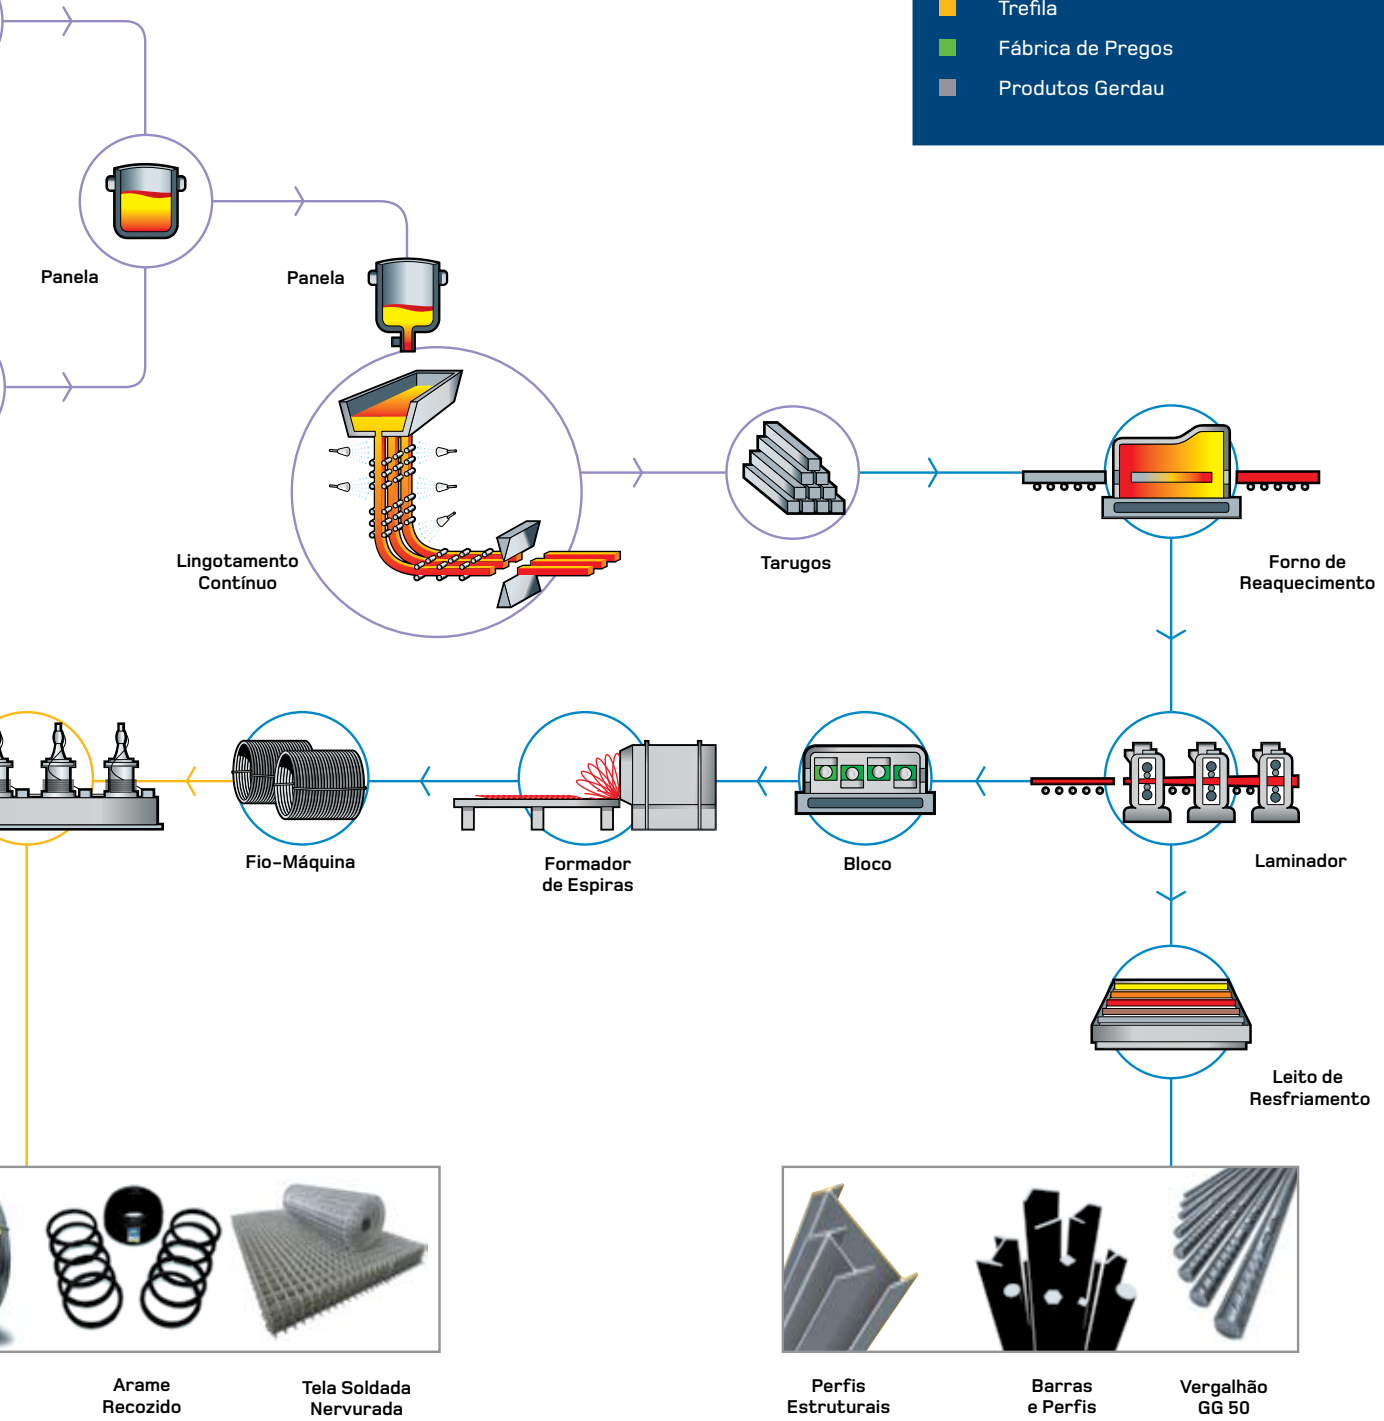 Trefila
Fábrica de Pregos
Produtos Gerdau
Panela
Panela
Lingotamento
Contínuo
Tarugos
Forno de
Reaquecimento
Fio-Máquina
Formador
de Espiras
Bloco
Laminador
Leito de
Resfriamento
Arame
Recozido
Tela Soldada
Nervurada
Perfis
Estruturais
Barras
e Perfis
Vergalhão
GG 50